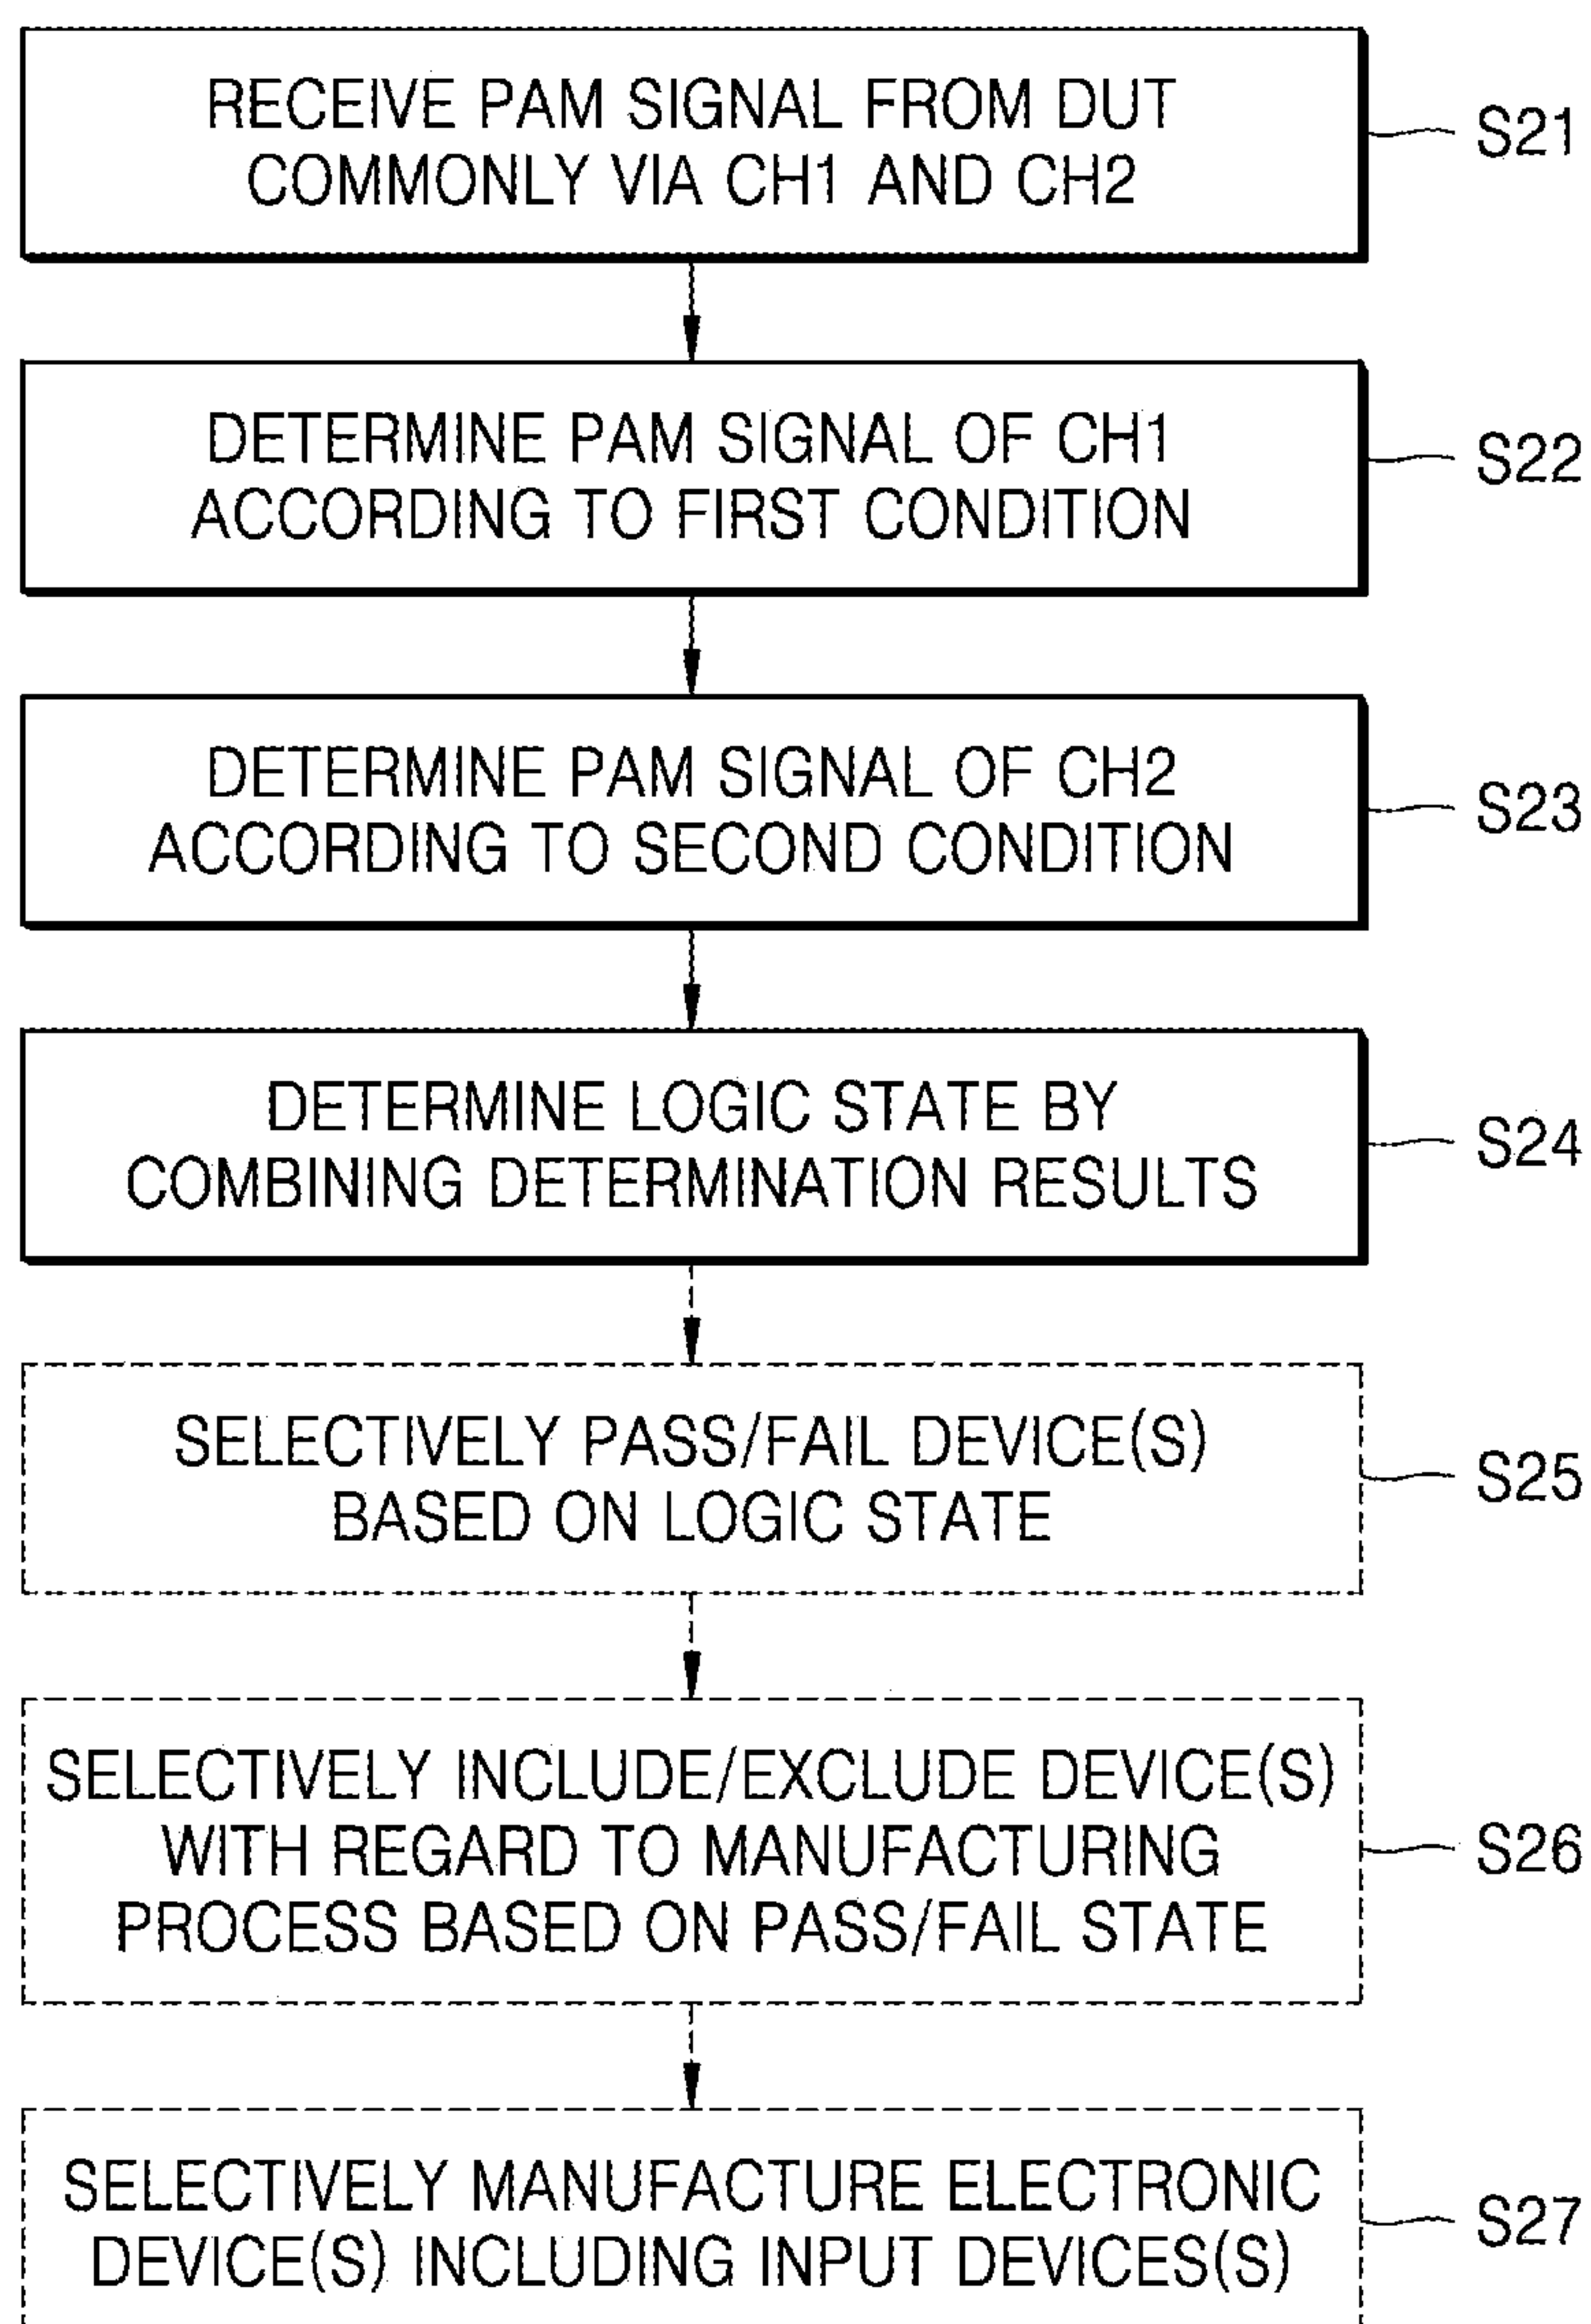 RECEIVE PAM SIGNAL FROM DUT
COMMONLY VIA CH1 AND CH2
S21
DETERMINE PAM SIGNAL OF CH1
ACCORDING TO FIRST CONDITION
S22
DETERMINE PAM SIGNAL OF CH2
ACCORDING TO SECOND CONDITION
S23
DETERMINE LOGIC STATE BY
COMBINING DETERMINATION RESULTS
S24
SELECTIVELY PASS/FAIL DEVICE(S)
BASED ON LOGIC STATE
S25
SELECTIVELY INCLUDE/EXCLUDE DEVICE(S)
WITH REGARD TO MANUFACTURING
PROCESS BASED ON PASS/FAIL STATE
S26
SELECTIVELY MANUFACTURE ELECTRONIC
DEVICE(S) INCLUDING INPUT DEVICES(S)
S27